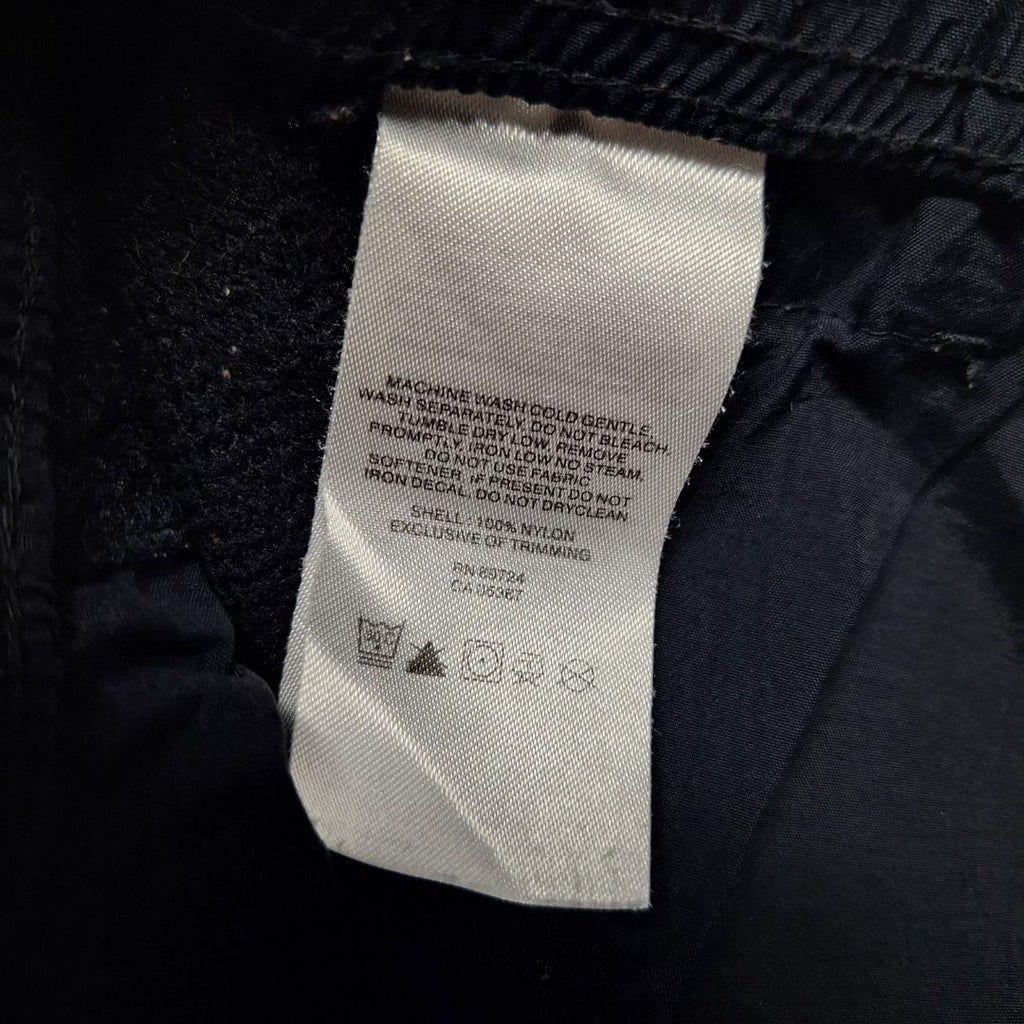 MACHINE WASH COLD GENTLE.
WASH SEPARATELY. DO NOT BLEACH.
TUMBLE DRY LOW. REMOVE
PROMPTLY. IRON LOW NO STEAM.
DO NOT USE FABRIC
SOFTENER. IF PRESENT DO NOT
IRON DECAL. DO NOT DRYCLEAN
SHELL: 100% NYLON
EXCLUSIVE OF TRIMMING
RN 89724
CA 05367